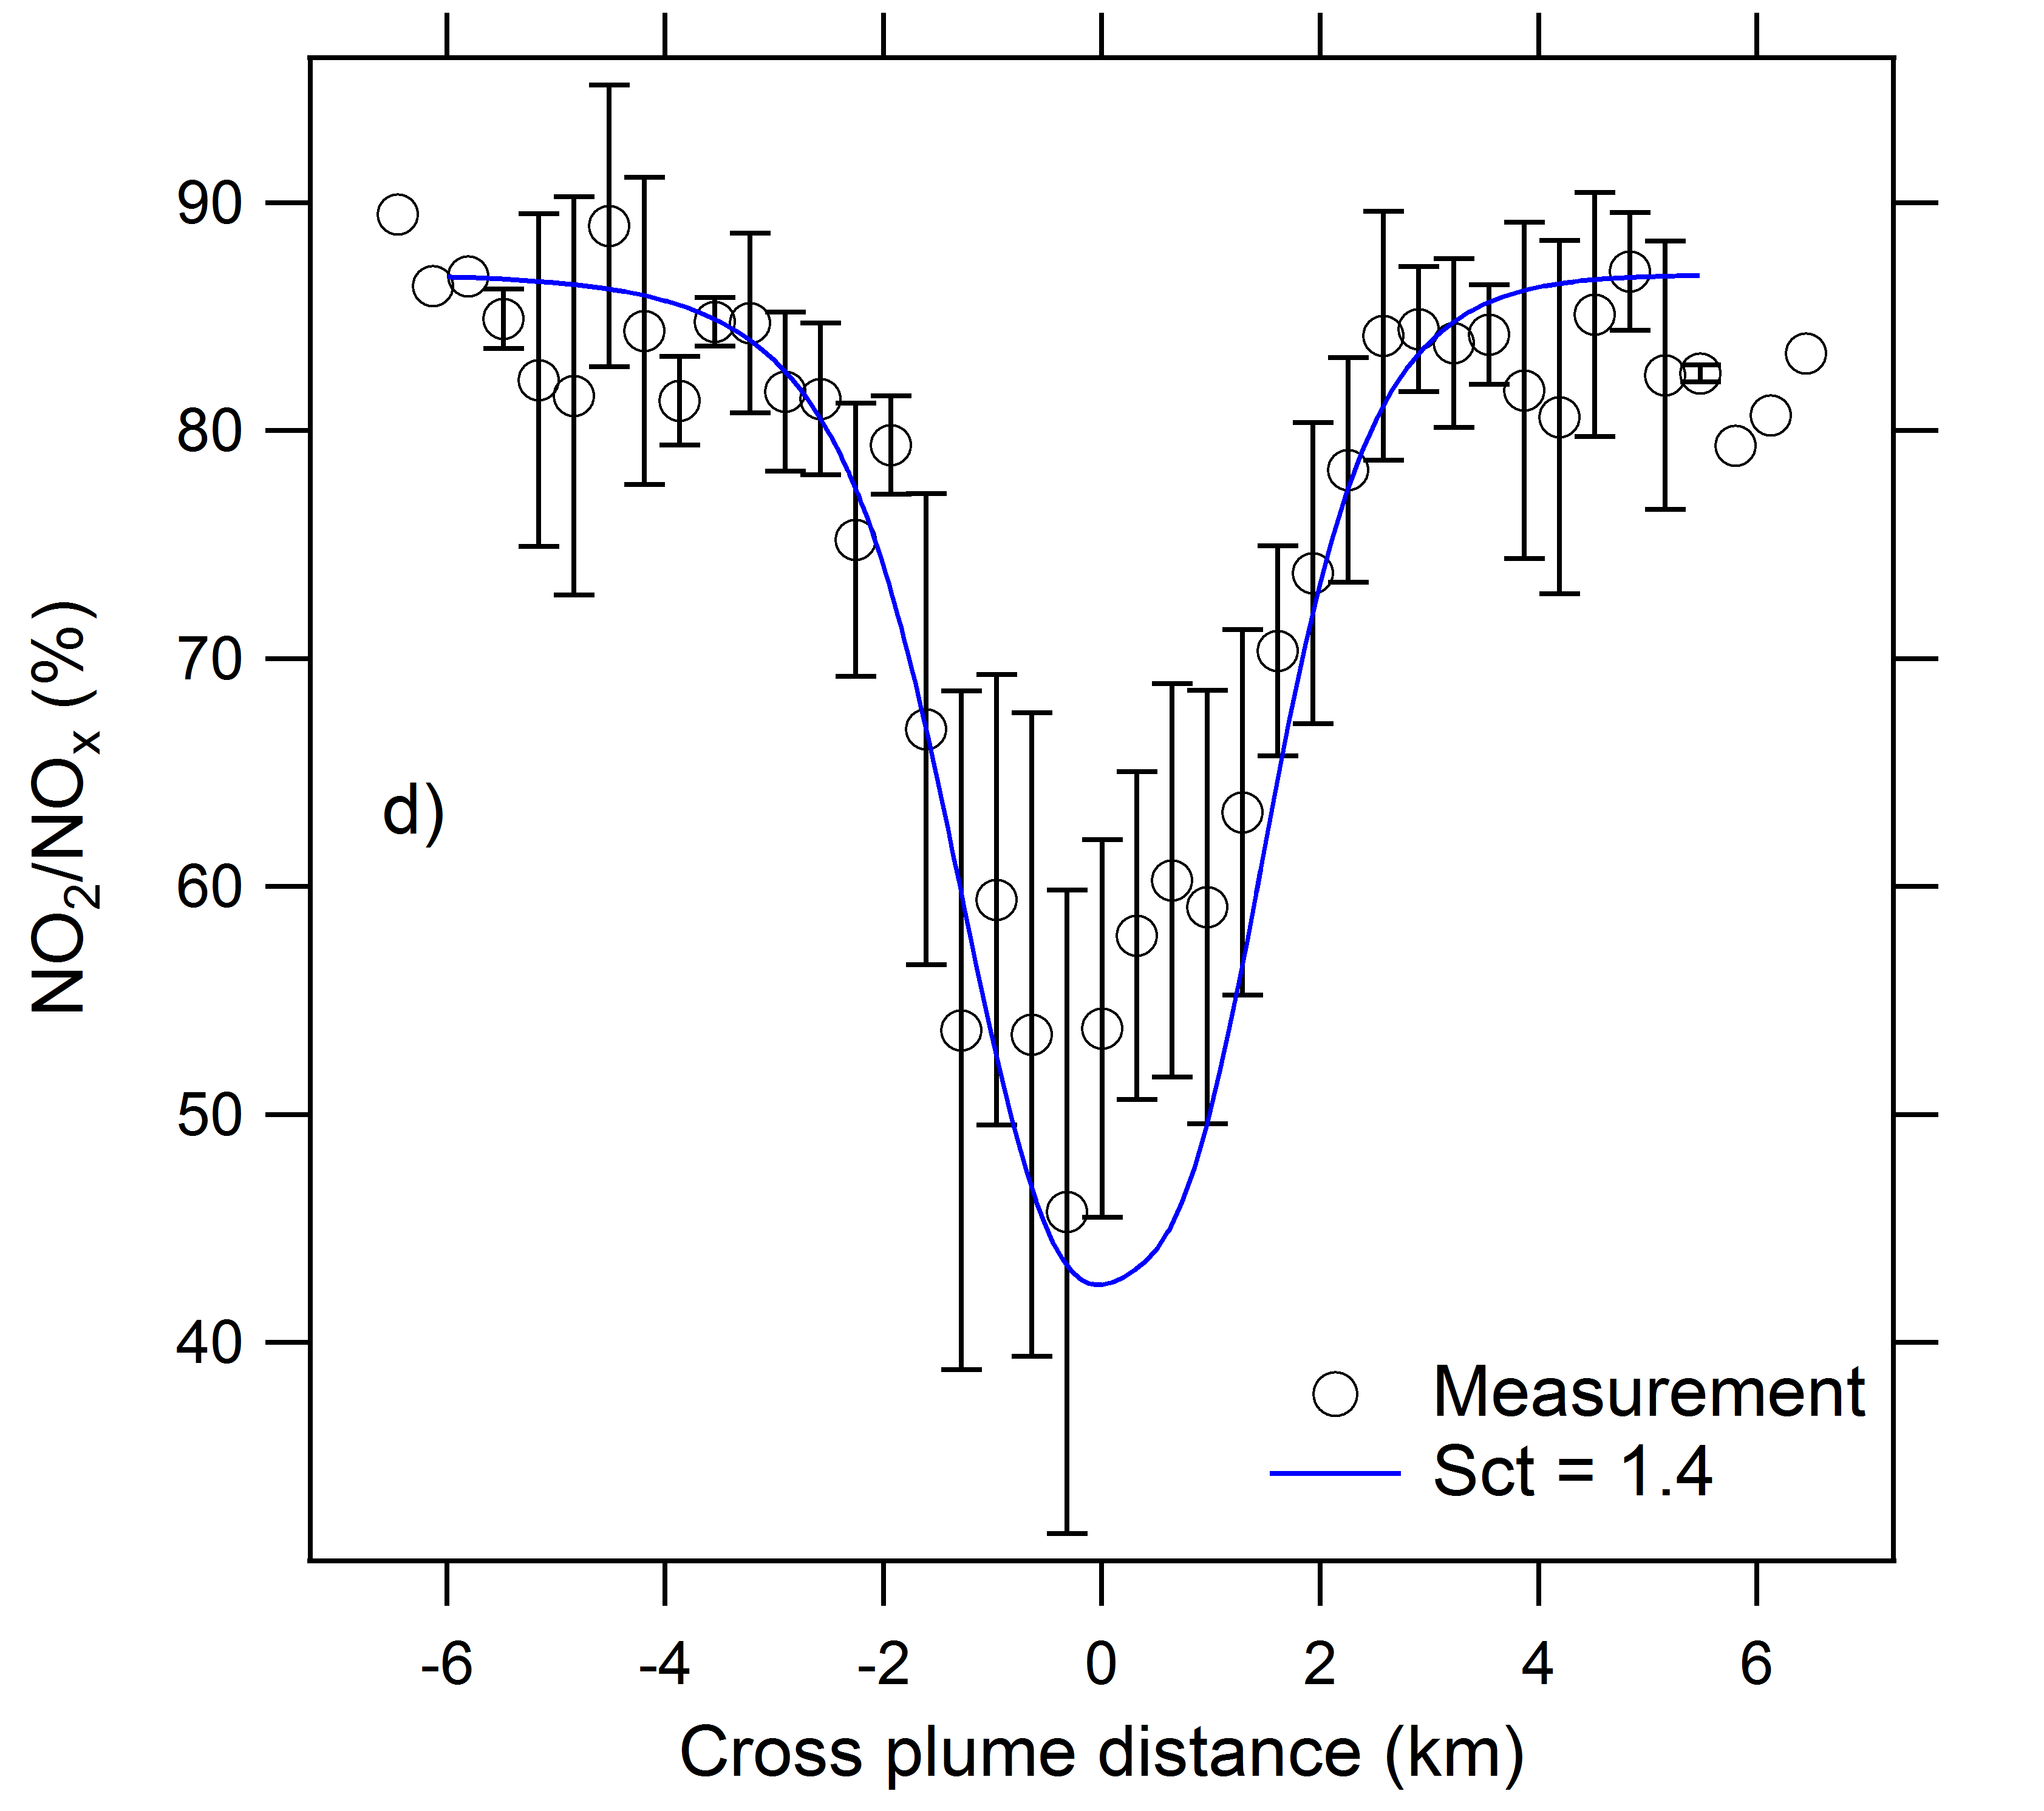 90
80
70
60
50
40
NO₂/NOₓ (%)
d)
Measurement
Sct = 1.4
-6 -4 -2 0 2 4 6
Cross plume distance (km)